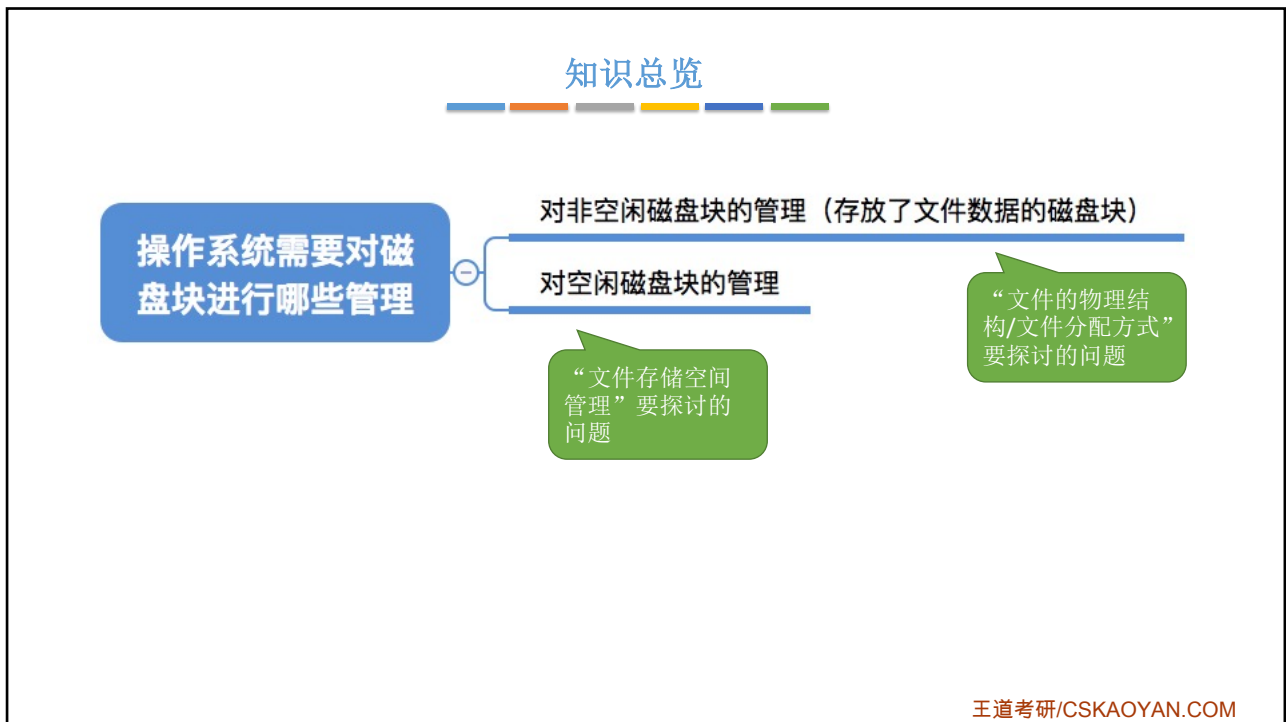 知识总览
操作系统需要对磁
盘块进行哪些管理
对非空闲磁盘块的管理（存放了文件数据的磁盘块）
对空闲磁盘块的管理
“文件的物理结
构/文件分配方式”
要探讨的问题
“文件存储空间
管理”要探讨的
问题
王道考研/CSKAOYAN.COM